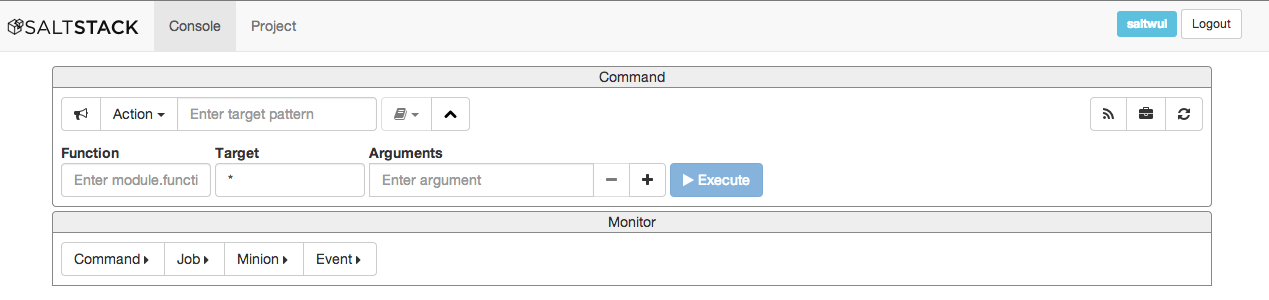 SALTSTACK Console Project saltwui Logout
Command
Action Enter target pattern
Function Target Arguments
Enter module.functi * Enter argument Execute
Monitor
Command Job Minion Event